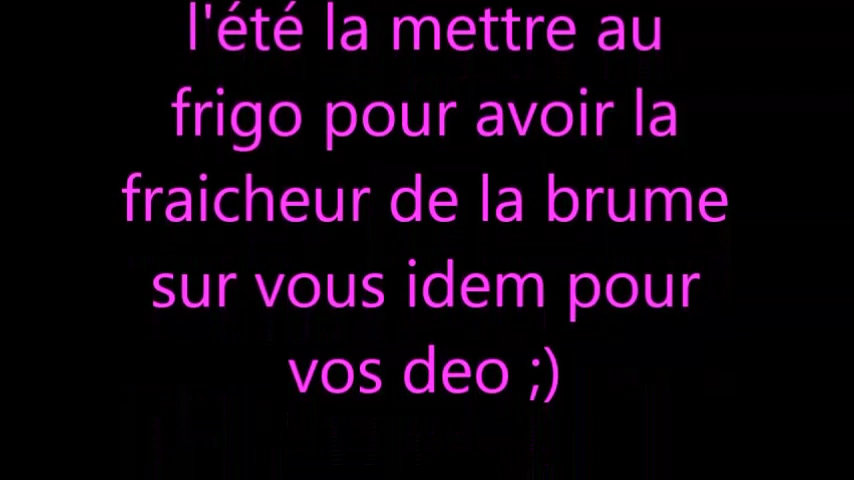 l'été la mettre au
frigo pour avoir la
fraicheur de la brume
sur vous idem pour
vos deo ;)